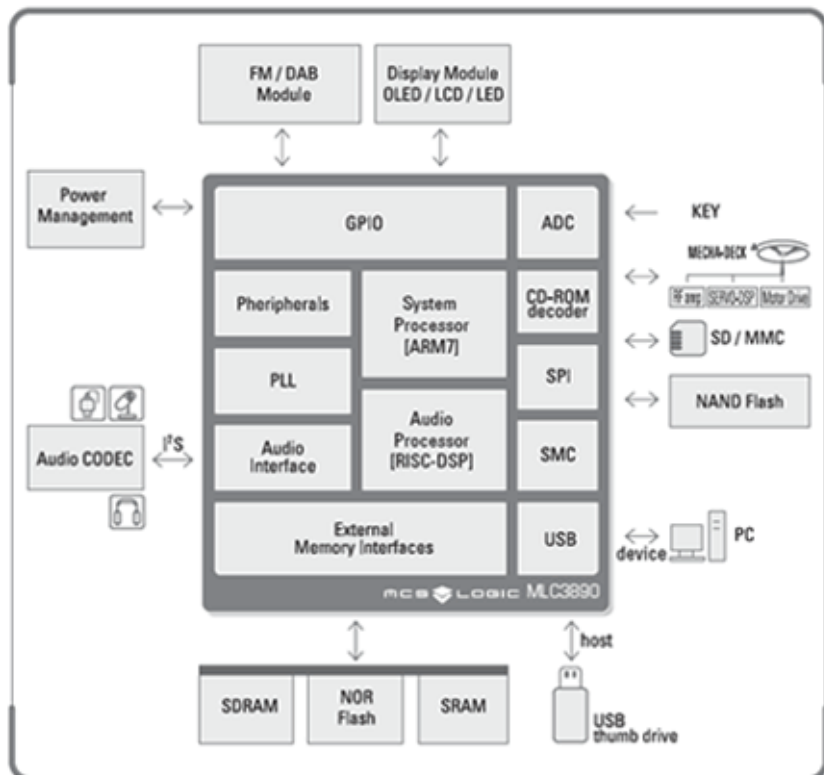 FM / DAB
Module
Display Module
OLED / LCD / LED
Power
Management
GPIO
ADC
KEY
MECHA-DECK
RF amp
SERVO-DSP
Motor Drive
Pheripherals
System
Processor
[ARM7]
CD-ROM
decoder
SD / MMC
PLL
SPI
NAND Flash
Audio CODEC
I²S
Audio
Interface
Audio
Processor
[RISC-DSP]
SMC
External
Memory Interfaces
USB
device
PC
MCS LOGIC MLC3890
host
SDRAM
NOR
Flash
SRAM
USB
thumb drive